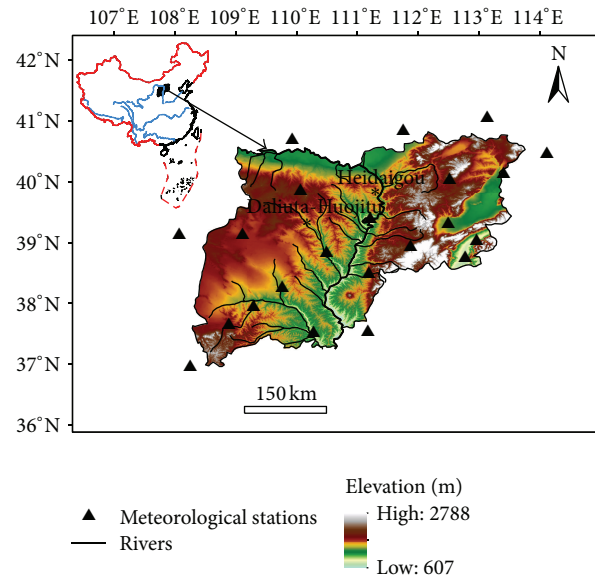 107°E 108°E 109°E 110°E 111°E 112°E 113°E 114°E
42°N
41°N
40°N
39°N
38°N
37°N
36°N
N
Heidaigou
Daliuta-Huojitu
150 km
Meteorological stations
Rivers
Elevation (m)
High: 2788
Low: 607